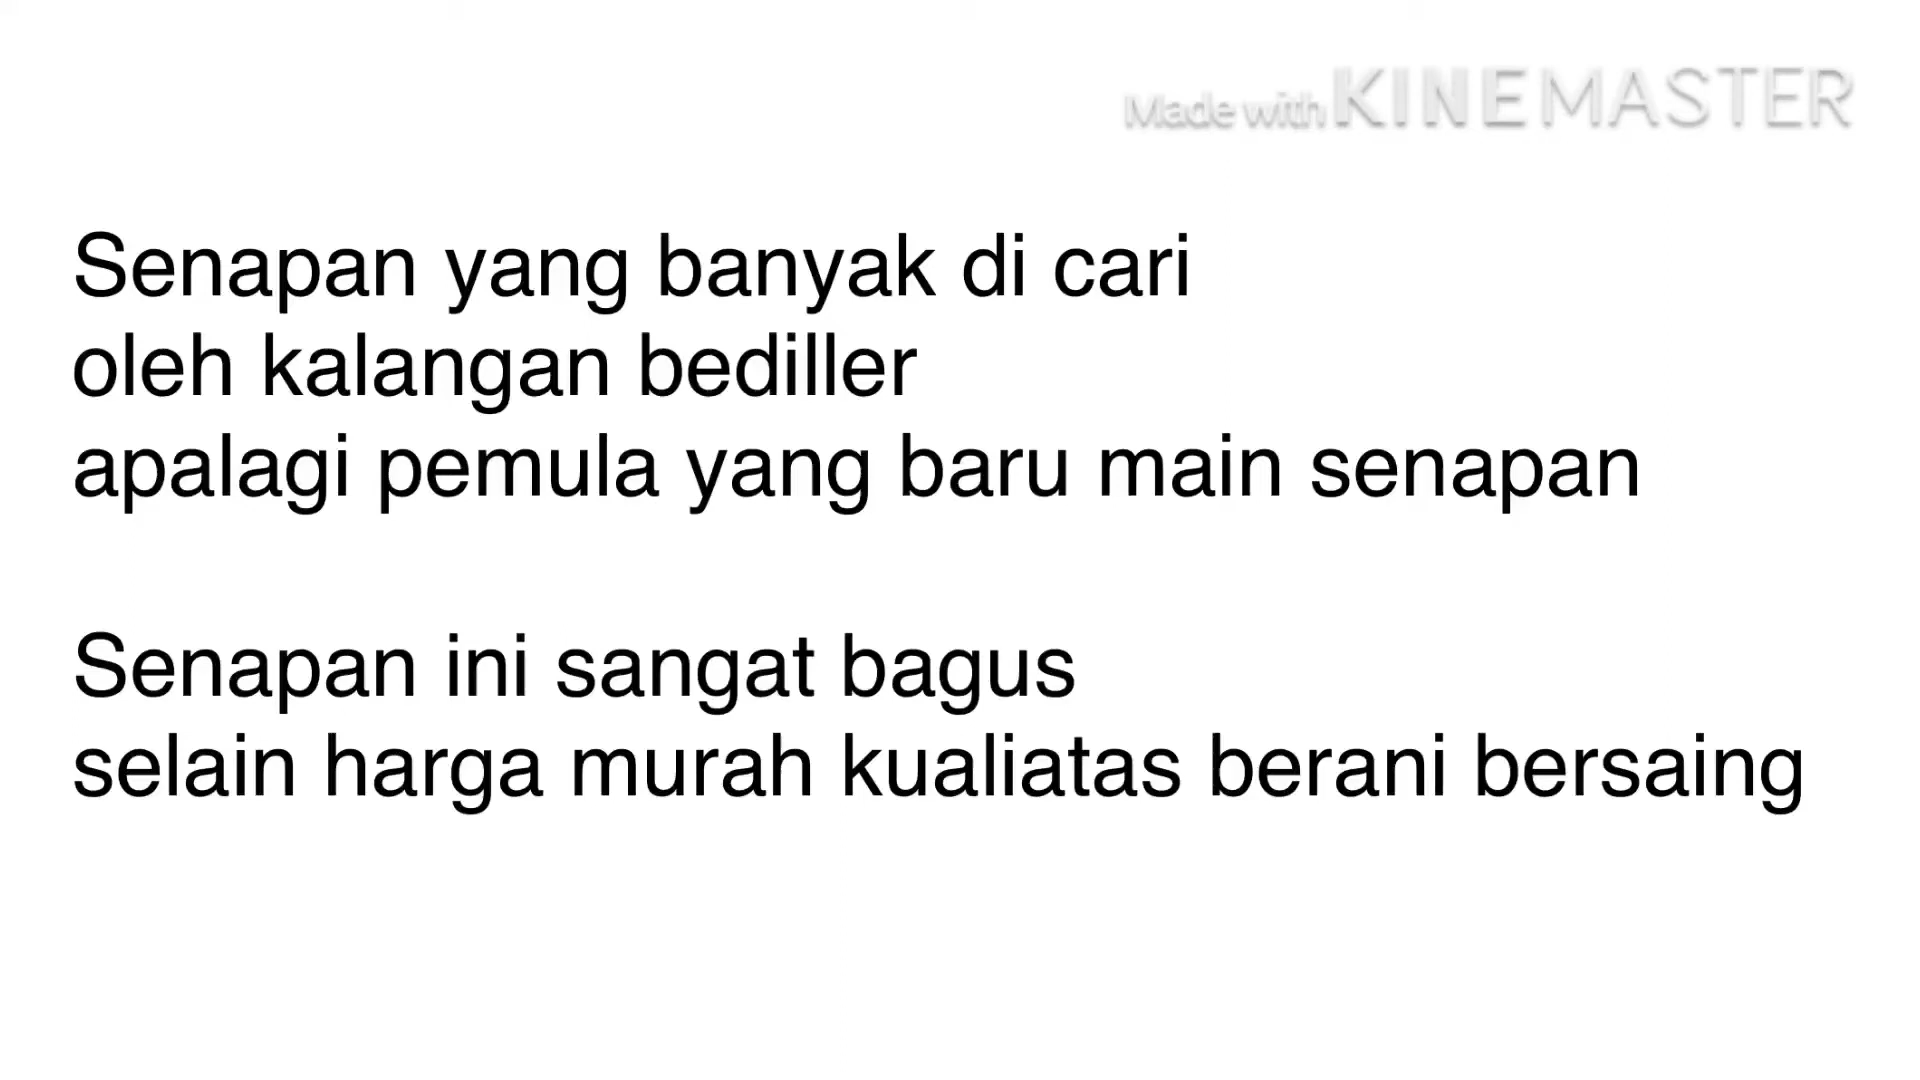 Made with KINEMASTER
Senapan yang banyak di cari
oleh kalangan bediller
apalagi pemula yang baru main senapan
Senapan ini sangat bagus
selain harga murah kualiatas berani bersaing